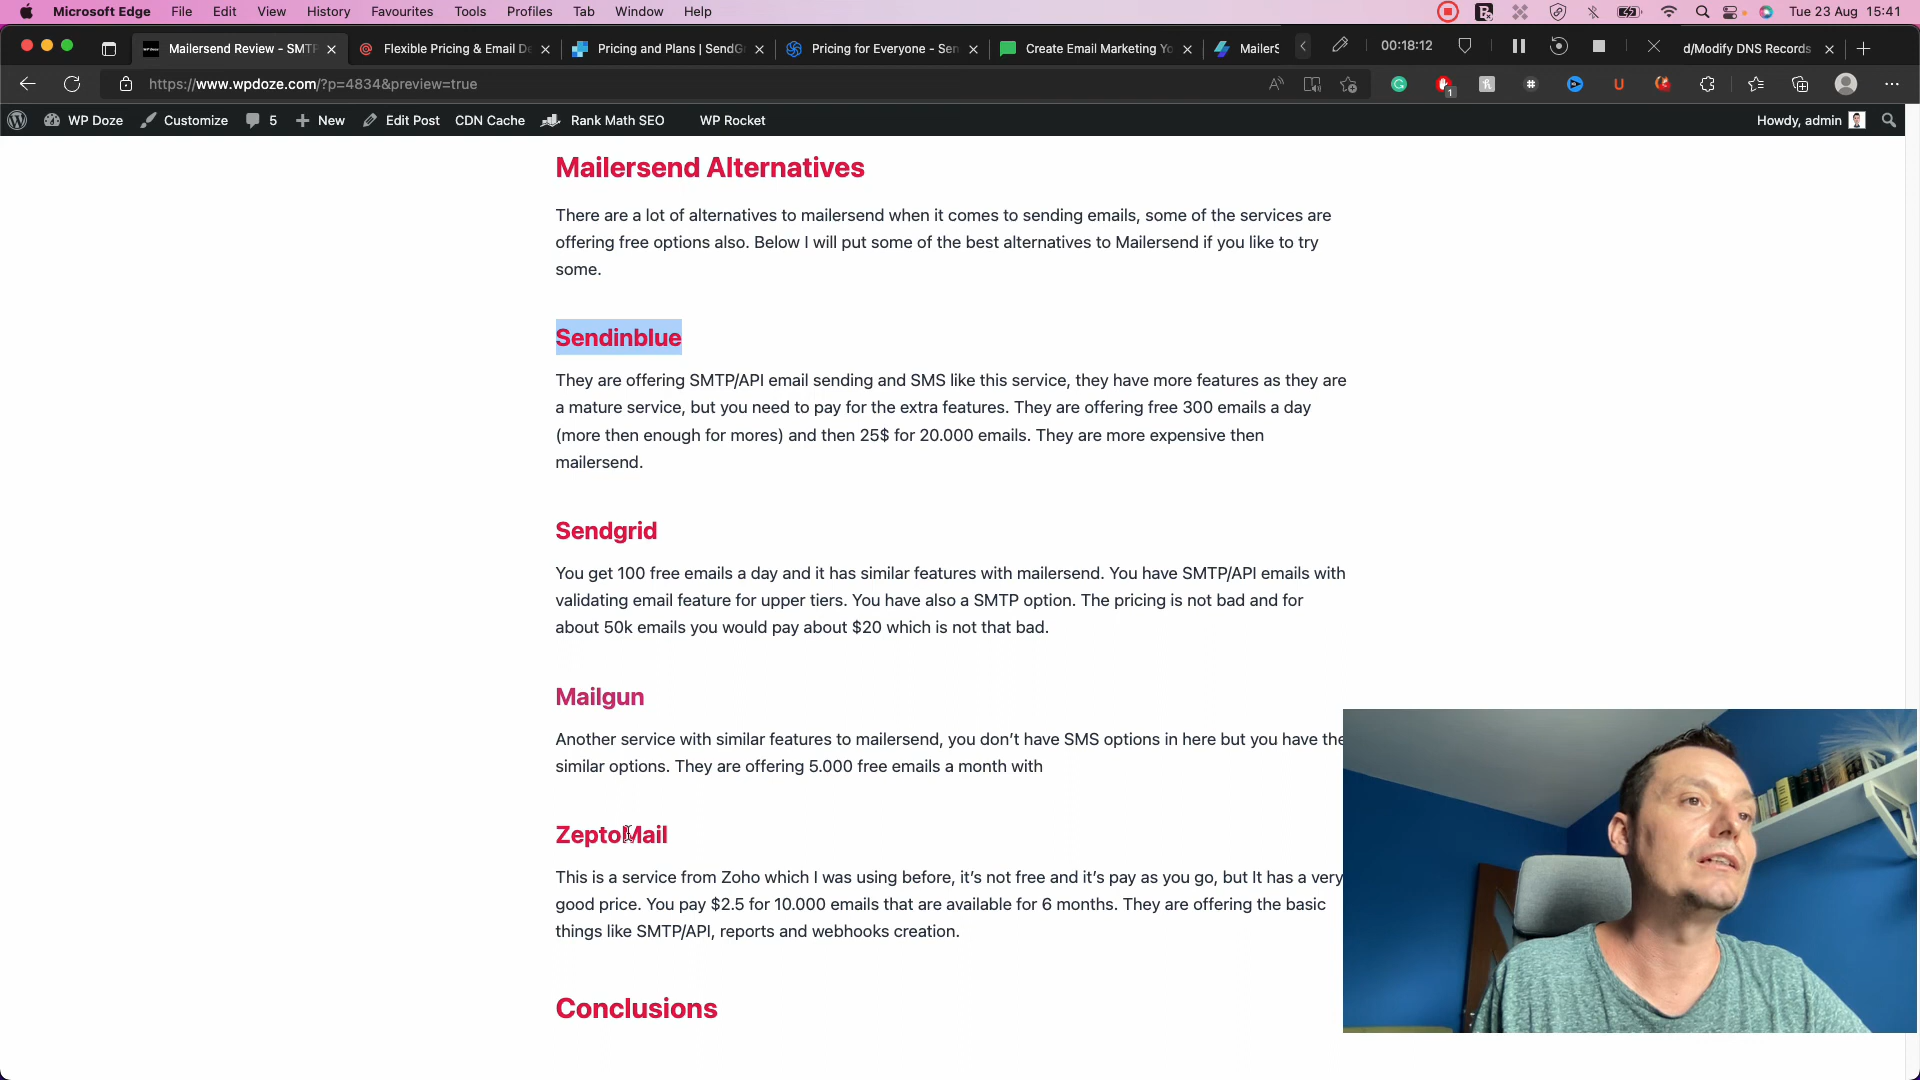 Microsoft Edge File Edit View History Favourites Tools Profiles Tab Window Help Tue 23 Aug 15:41
Mailersend Review - SMTP Flexible Pricing & Email De Pricing and Plans | SendG Pricing for Everyone - Sen Create Email Marketing Yo MailerS 00:18:12 d/Modify DNS Records
https://www.wpdoze.com/?p=4834&preview=true
WP Doze Customize 5 New Edit Post CDN Cache Rank Math SEO WP Rocket Howdy, admin
Mailersend Alternatives
There are a lot of alternatives to mailersend when it comes to sending emails, some of the services are
offering free options also. Below I will put some of the best alternatives to Mailersend if you like to try
some.
Sendinblue
They are offering SMTP/API email sending and SMS like this service, they have more features as they are
a mature service, but you need to pay for the extra features. They are offering free 300 emails a day
(more then enough for mores) and then 25$ for 20.000 emails. They are more expensive then
mailersend.
Sendgrid
You get 100 free emails a day and it has similar features with mailersend. You have SMTP/API emails with
validating email feature for upper tiers. You have also a SMTP option. The pricing is not bad and for
about 50k emails you would pay about $20 which is not that bad.
Mailgun
Another service with similar features to mailersend, you don't have SMS options in here but you have the
similar options. They are offering 5.000 free emails a month with
ZeptoMail
This is a service from Zoho which I was using before, it's not free and it's pay as you go, but It has a very
good price. You pay $2.5 for 10.000 emails that are available for 6 months. They are offering the basic
things like SMTP/API, reports and webhooks creation.
Conclusions